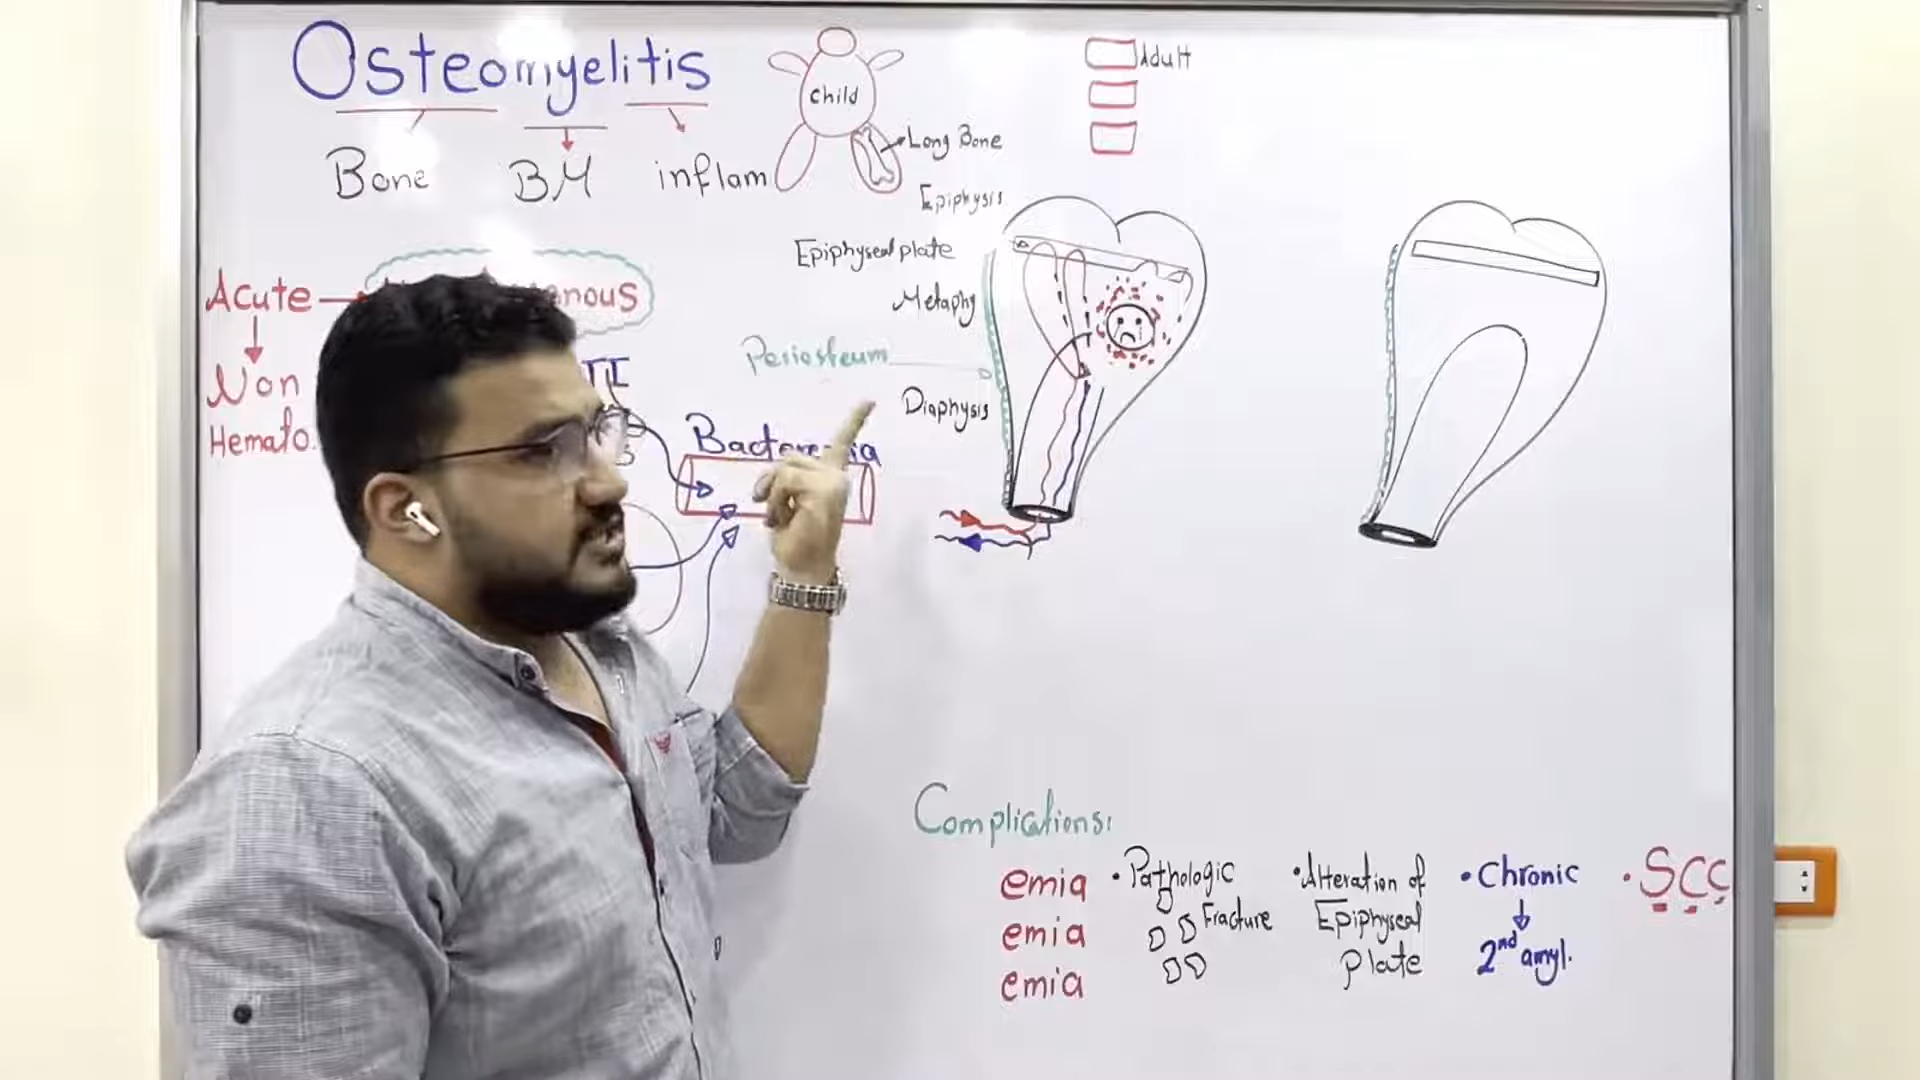 Osteomyelitis
Bone BM inflam
child
Long Bone
Adult
Epiphysis
Epiphyseal plate
Metaphy
Periosteum
Diaphysis
Acute
Non
Hemato.
Complications:
emia
emia
emia
• Pathologic
Fracture
• Alteration of
Epiphyseal
plate
• Chronic
2nd amyl.
• SCC